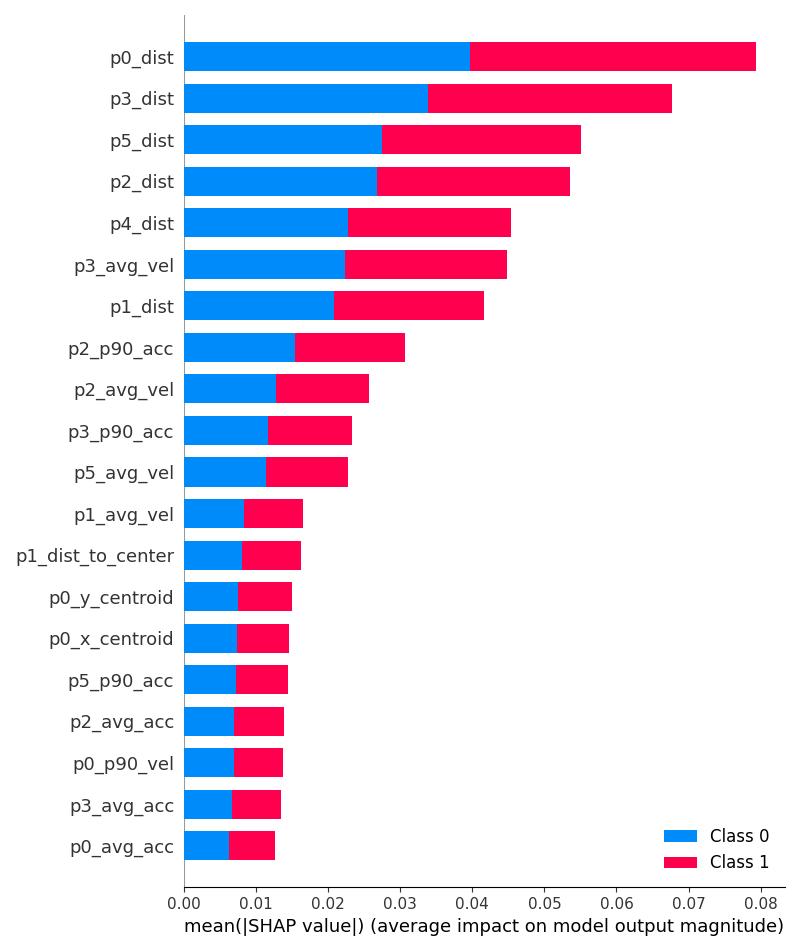 p0_dist
p3_dist
p5_dist
p2_dist
p4_dist
p3_avg_vel
p1_dist
p2_p90_acc
p2_avg_vel
p3_p90_acc
p5_avg_vel
p1_avg_vel
p1_dist_to_center
p0_y_centroid
p0_x_centroid
p5_p90_acc
p2_avg_acc
p0_p90_vel
p3_avg_acc
p0_avg_acc
Class 0
Class 1
0.00 0.01 0.02 0.03 0.04 0.05 0.06 0.07 0.08
mean(|SHAP value|) (average impact on model output magnitude)